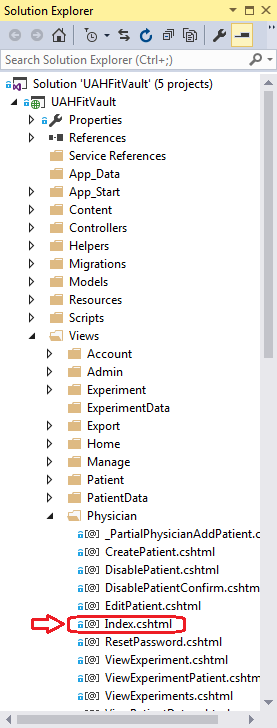 Solution Explorer
Search Solution Explorer (Ctrl+;)
Solution 'UAHFitVault' (5 projects)
UAHFitVault
Properties
References
Service References
App_Data
App_Start
Content
Controllers
Helpers
Migrations
Models
Resources
Scripts
Views
Account
Admin
Experiment
ExperimentData
Export
Home
Manage
Patient
PatientData
Physician
_PartialPhysicianAddPatient.c
CreatePatient.cshtml
DisablePatient.cshtml
DisablePatientConfirm.cshtml
EditPatient.cshtml
Index.cshtml
ResetPassword.cshtml
ViewExperiment.cshtml
ViewExperimentPatient.cshtml
ViewExperiments.cshtml